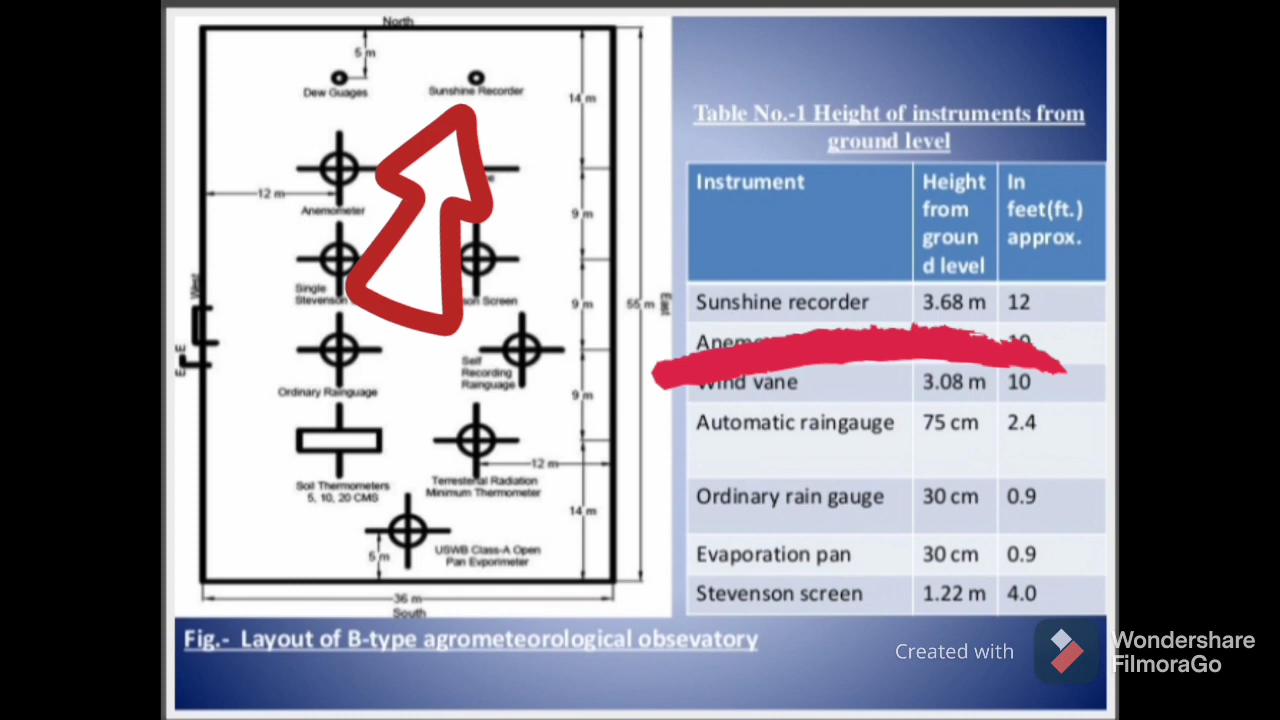 North
5 m
Dew Guages
Sunshine Recorder
14 m
12 m
Anemometer
9 m
Single
Stevenson
Screen
West
9 m
55 m
East
Self
Recording
Rainguage
Ordinary Rainguage
9 m
12 m
Soil Thermometers
5, 10, 20 CMS
Terresterial Radiation
Minimum Thermometer
14 m
5 m
USWB Class-A Open
Pan Evporimeter
36 m
South
Fig.- Layout of B-type agrometeorological obsevatory
Table No.-1 Height of instruments from
ground level
Instrument Height from groun d level In feet(ft.) approx.
Sunshine recorder 3.68 m 12
10
Wind vane 3.08 m 10
Automatic raingauge 75 cm 2.4
Ordinary rain gauge 30 cm 0.9
Evaporation pan 30 cm 0.9
Stevenson screen 1.22 m 4.0
Created with
Wondershare
FilmoraGo